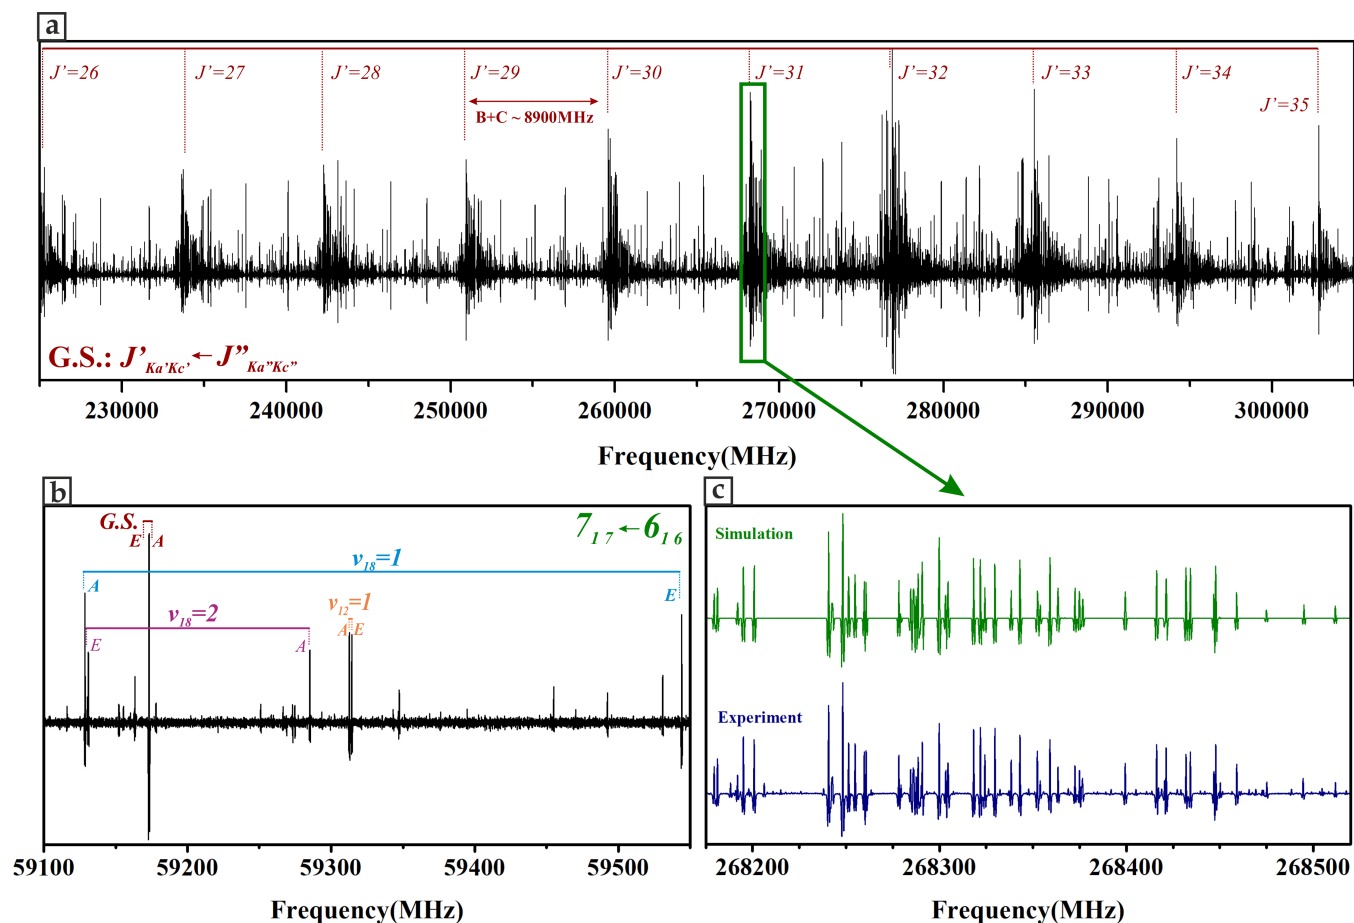 a
J’=26 J’=27 J’=28 J’=29 J’=30 J’=31 J’=32 J’=33 J’=34
J’=35
B+C ~ 8900MHz
G.S.: J’Ka’Kc’ ← J”Ka”Kc”
230000 240000 250000 260000 270000 280000 290000 300000
Frequency(MHz)
b
G.S.
E A
7 1 7 ← 6 1 6
v18=1
A E
v18=2
E A
v12=1
A E
59100 59200 59300 59400 59500
Frequency(MHz)
c
Simulation
Experiment
268200 268300 268400 268500
Frequency(MHz)